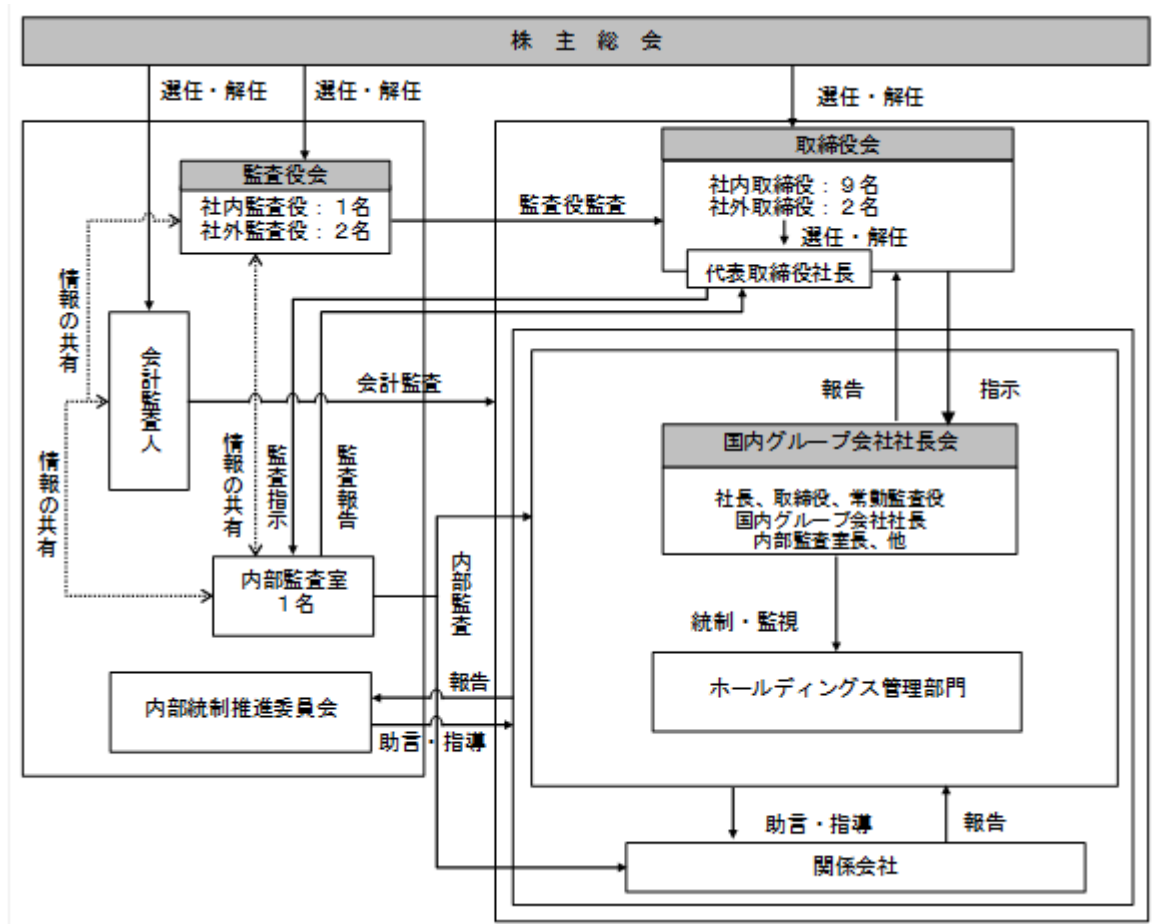 株主総会
選任・解任
選任・解任
選任・解任
監査役会
社内監査役：１名
社外監査役：２名
監査役監査
取締役会
社内取締役：９名
社外取締役：２名
選任・解任
代表取締役社長
情報の共有
会計監査人
会計監査
報告
指示
情報の共有
情報の共有
監査指示
監査報告
国内グループ会社社長会
社長、取締役、常勤監査役
国内グループ会社社長
内部監査室長、他
内部監査室
１名
内部監査
統制・監視
ホールディングス管理部門
内部統制推進委員会
報告
助言・指導
助言・指導
報告
関係会社